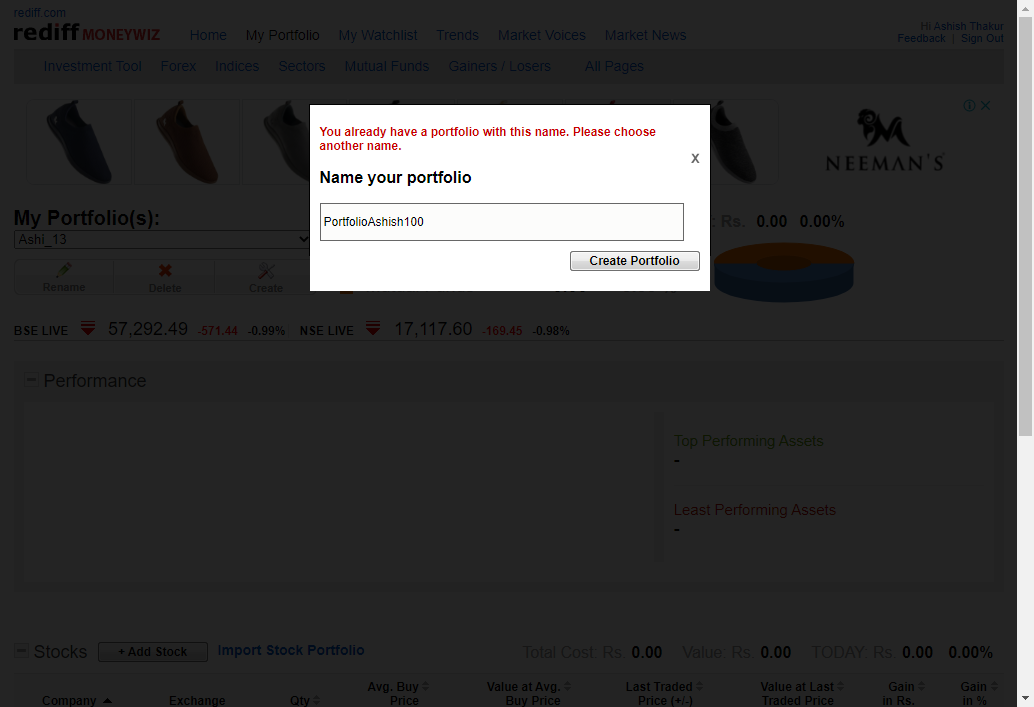 rediff.com
rediff MONEYWIZ Home My Portfolio My Watchlist Trends Market Voices Market News
Hi Ashish Thakur
Feedback | Sign Out
Investment Tool Forex Indices Sectors Mutual Funds Gainers / Losers All Pages
NEEMAN'S
You already have a portfolio with this name. Please choose
another name.
X
Name your portfolio
PortfolioAshish100
Create Portfolio
My Portfolio(s):
Ashi_13
Rename Delete Create
: Rs. 0.00 0.00%
BSE LIVE 57,292.49 -571.44 -0.99% NSE LIVE 17,117.60 -169.45 -0.98%
Performance
Top Performing Assets
-
Least Performing Assets
-
Stocks + Add Stock Import Stock Portfolio Total Cost: Rs. 0.00 Value: Rs. 0.00 TODAY: Rs. 0.00 0.00%
Company Exchange Qty Avg. Buy Price Value at Avg. Buy Price Last Traded Price (+/-) Value at Last Traded Price Gain in Rs. Gain in %